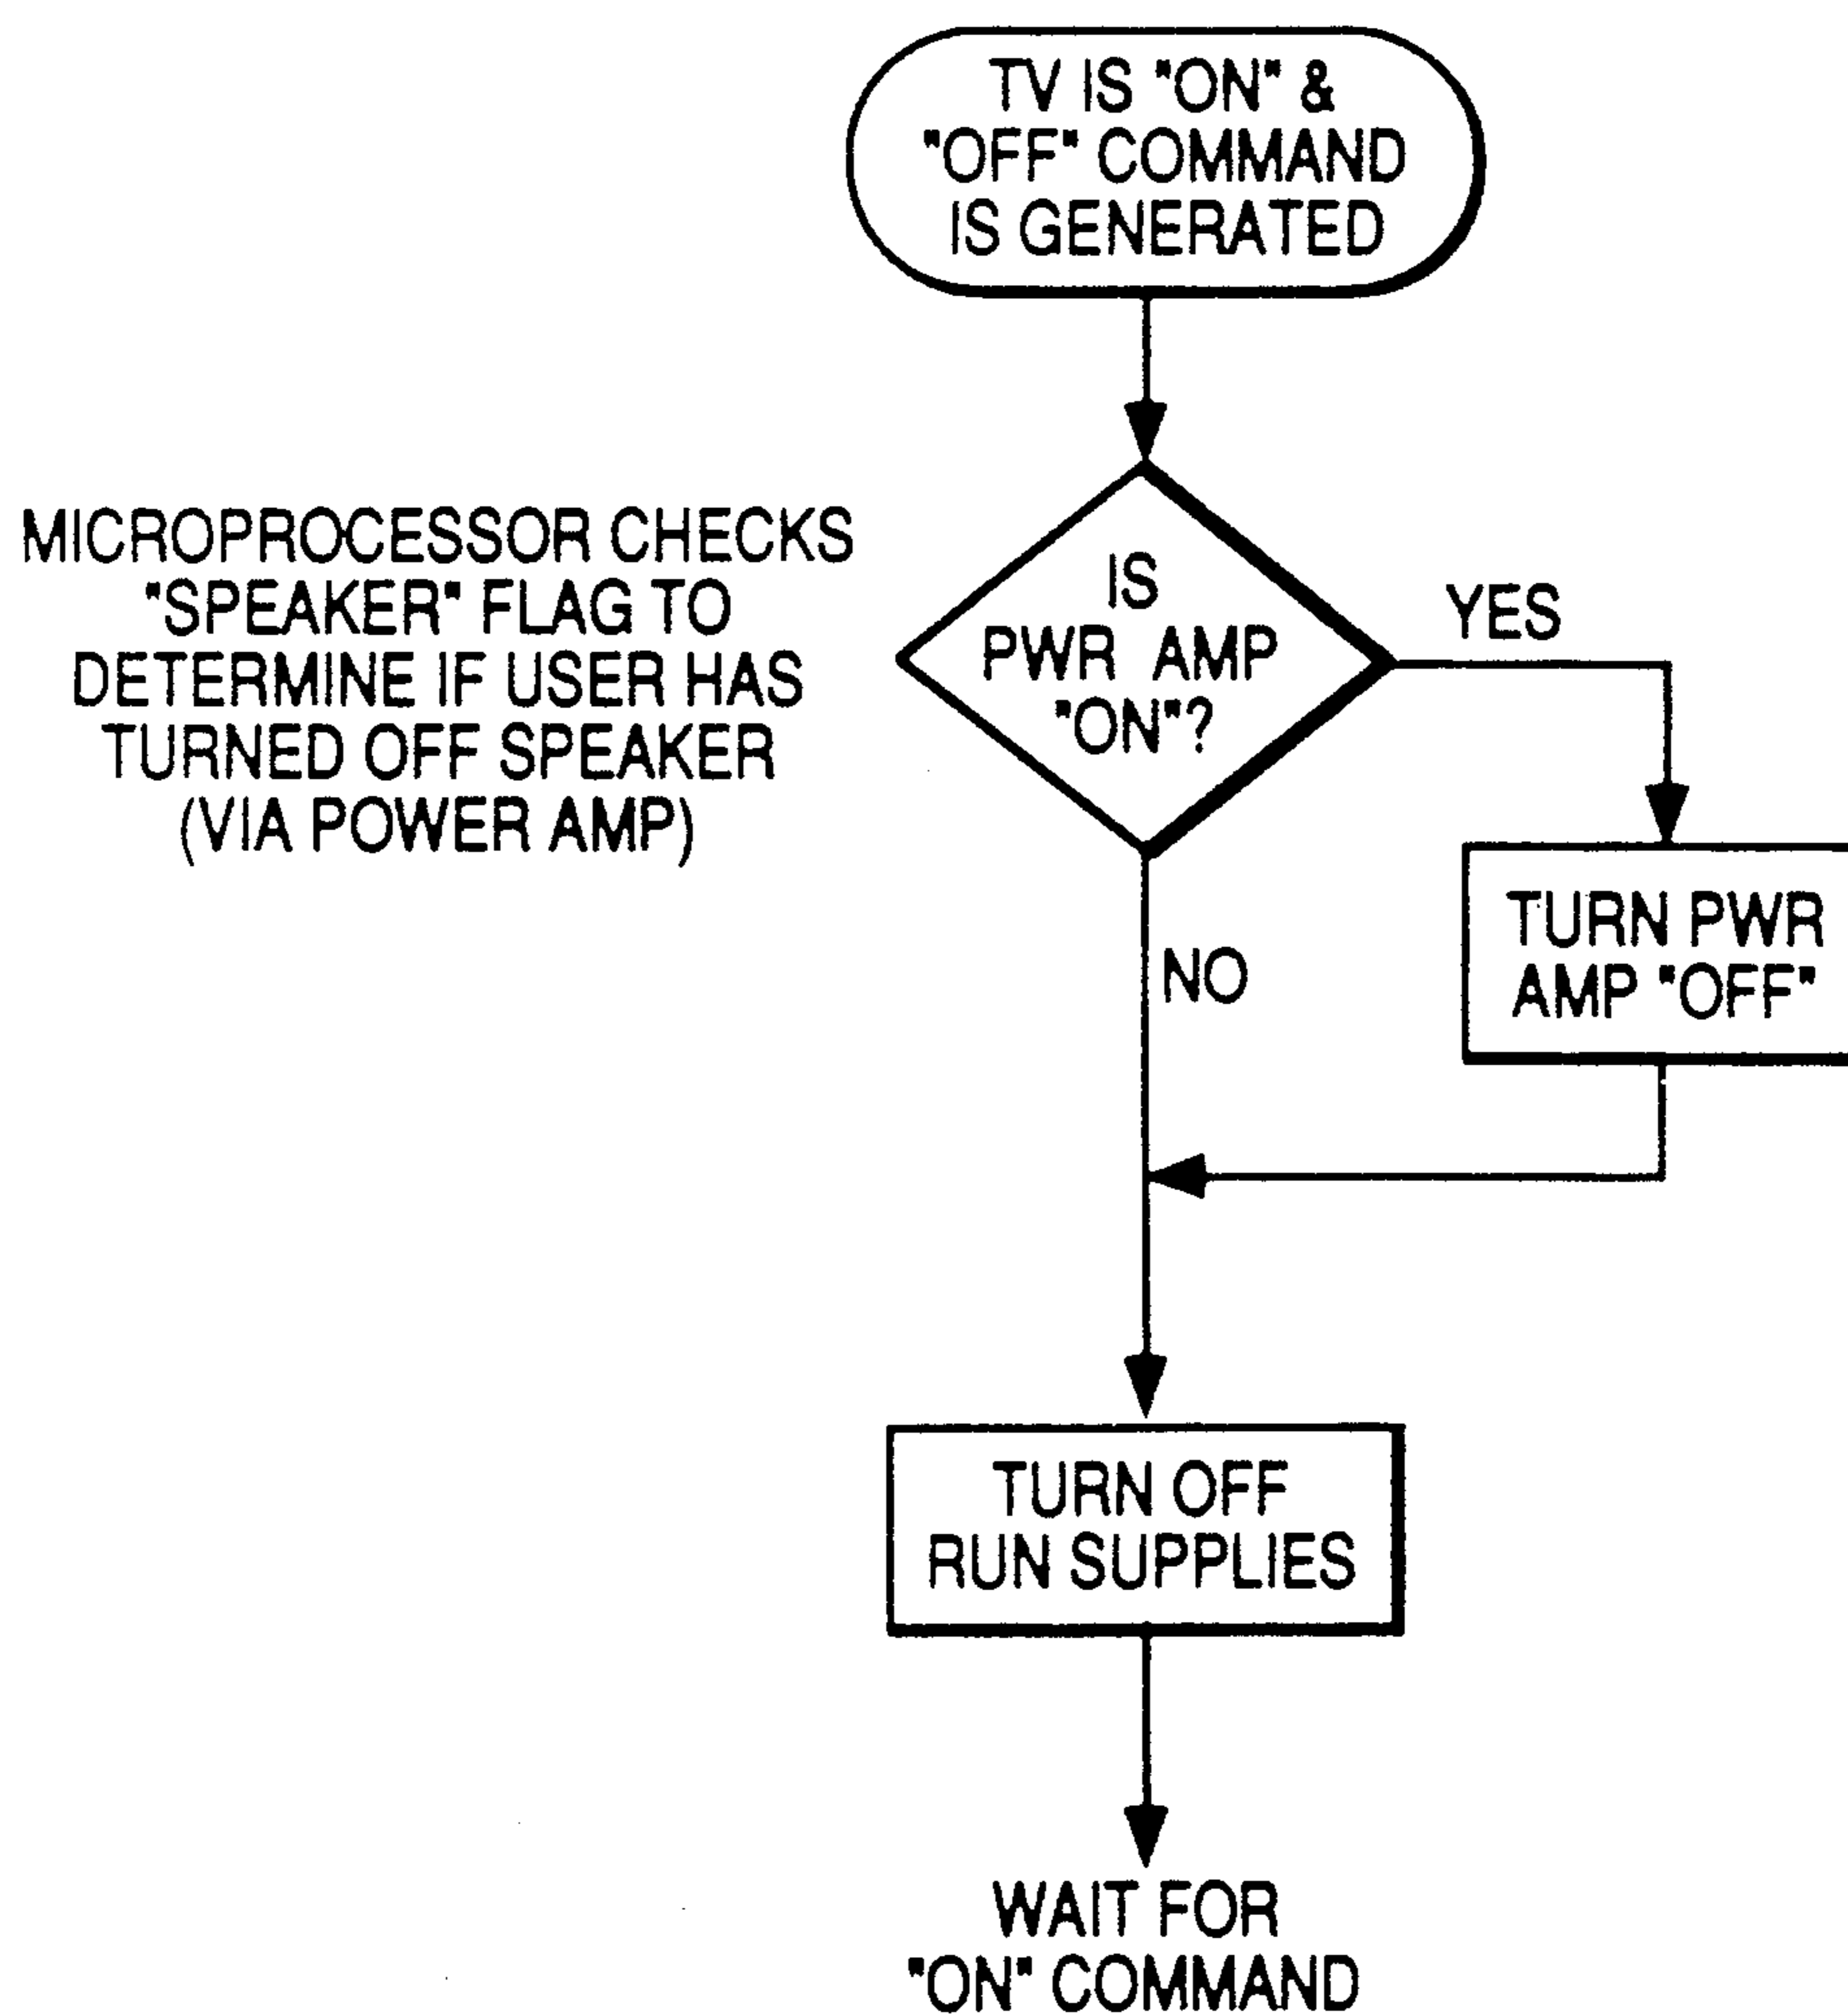 TV IS "ON" &
"OFF" COMMAND
IS GENERATED
MICROPROCESSOR CHECKS
"SPEAKER" FLAG TO
DETERMINE IF USER HAS
TURNED OFF SPEAKER
(VIA POWER AMP)
IS
PWR AMP
"ON"?
YES
TURN PWR
AMP "OFF"
NO
TURN OFF
RUN SUPPLIES
WAIT FOR
"ON" COMMAND